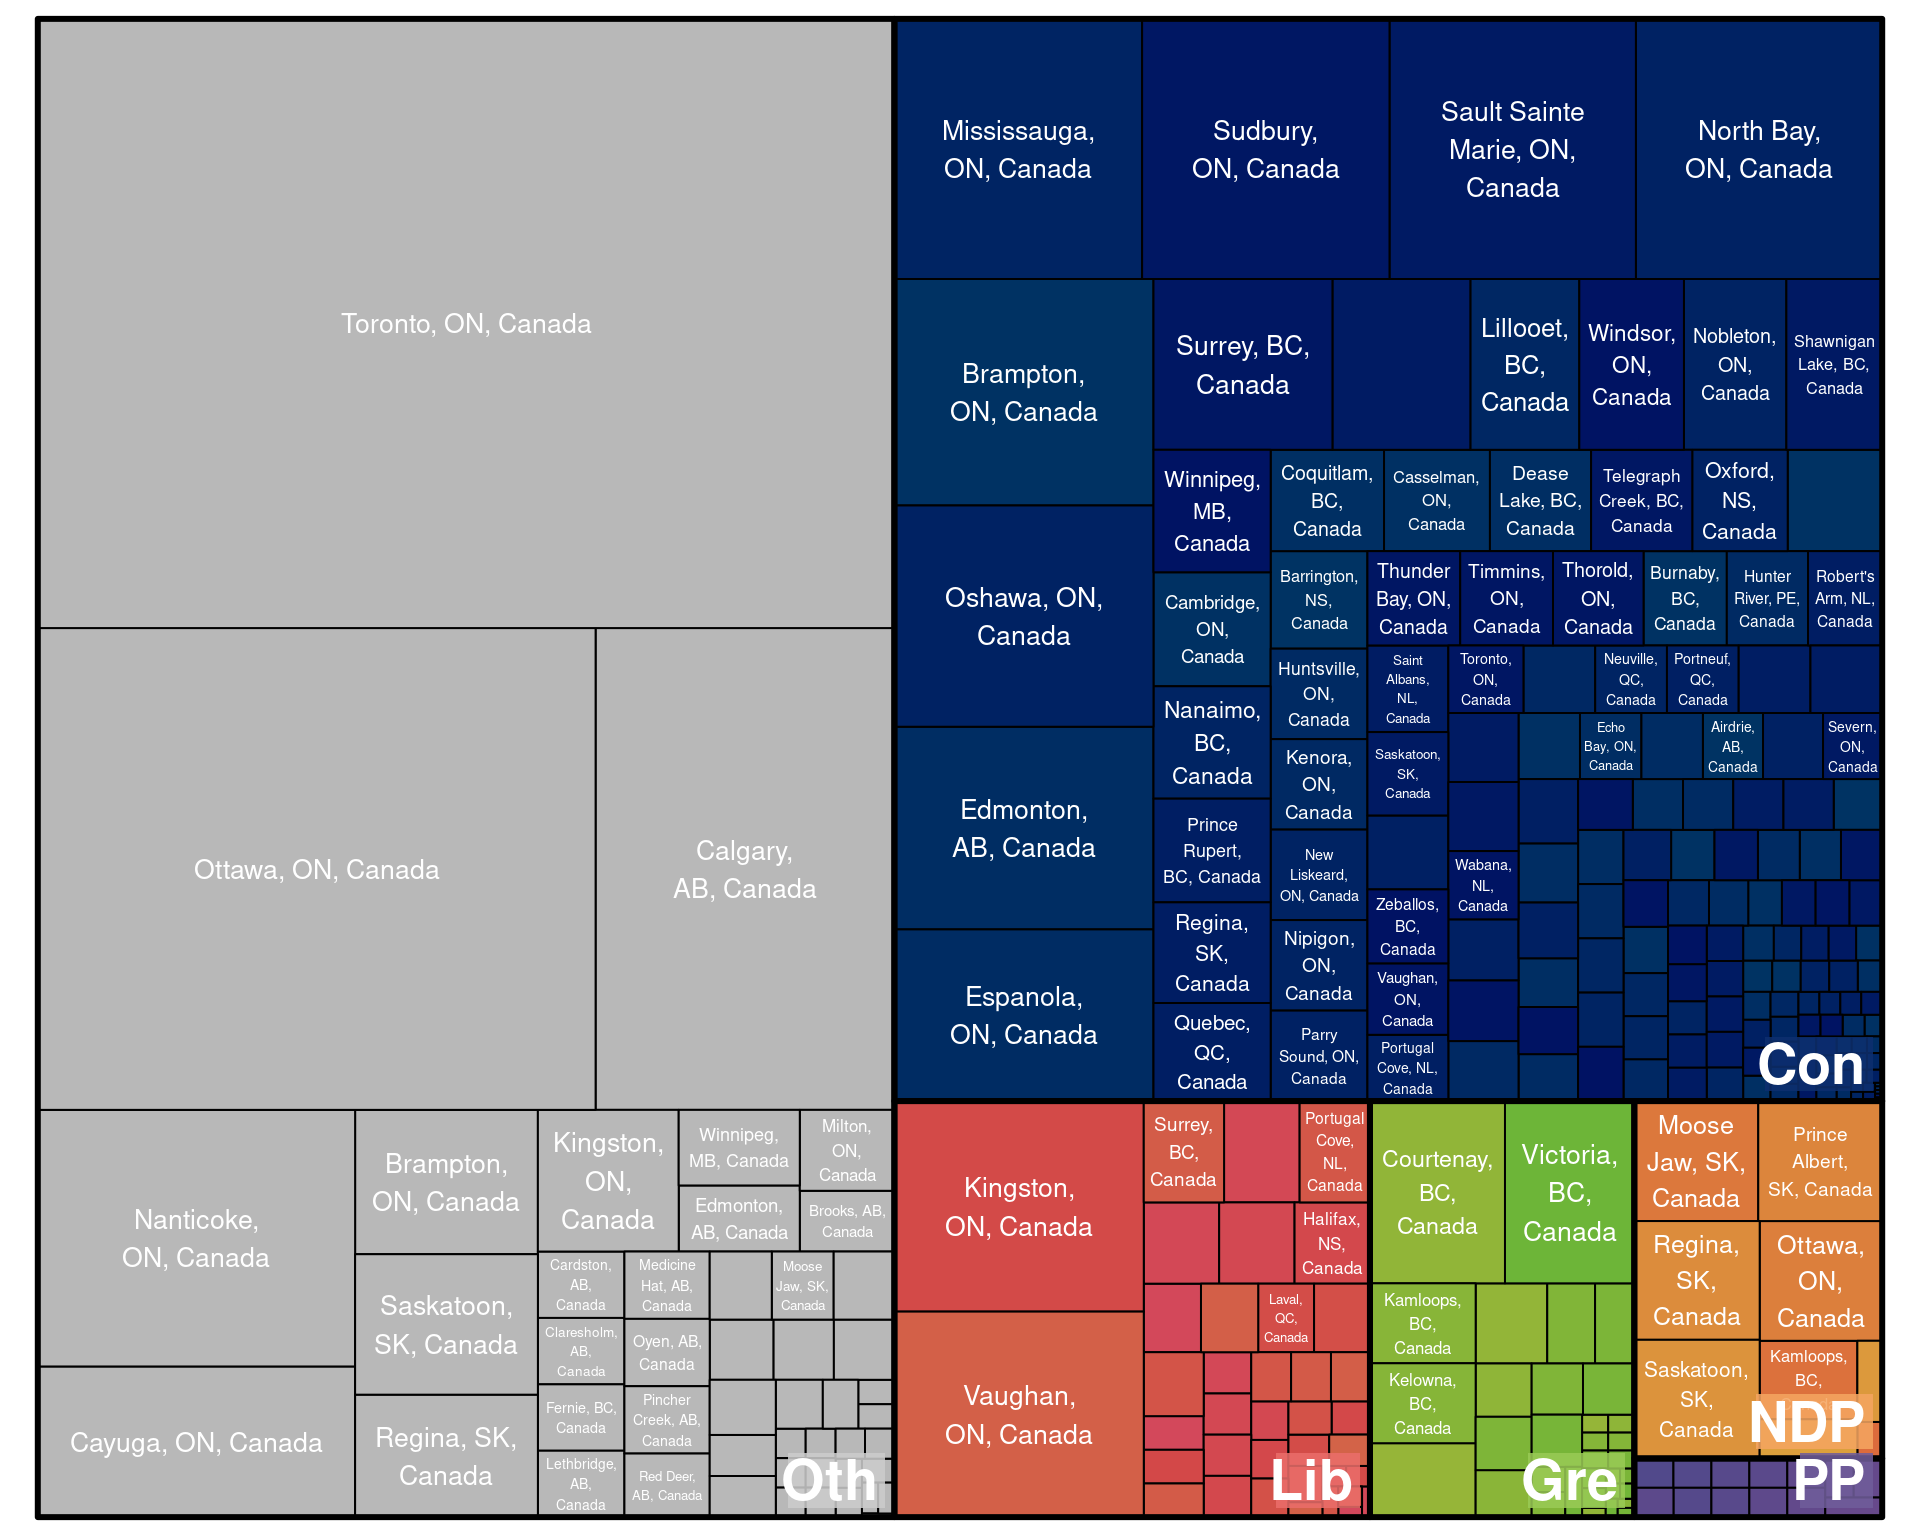 Toronto, ON, Canada
Ottawa, ON, Canada
Calgary,
AB, Canada
Nanticoke,
ON, Canada
Cayuga, ON, Canada
Brampton,
ON, Canada
Saskatoon,
SK, Canada
Regina, SK,
Canada
Kingston,
ON,
Canada
Winnipeg,
MB, Canada
Edmonton,
AB, Canada
Milton,
ON,
Canada
Brooks, AB,
Canada
Cardston,
AB,
Canada
Claresholm,
AB,
Canada
Fernie, BC,
Canada
Lethbridge,
AB,
Canada
Medicine
Hat, AB,
Canada
Oyen, AB,
Canada
Pincher
Creek, AB,
Canada
Red Deer,
AB, Canada
Moose
Jaw, SK,
Canada
Oth
Mississauga,
ON, Canada
Sudbury,
ON, Canada
Sault Sainte
Marie, ON,
Canada
North Bay,
ON, Canada
Brampton,
ON, Canada
Oshawa, ON,
Canada
Edmonton,
AB, Canada
Espanola,
ON, Canada
Surrey, BC,
Canada
Lillooet,
BC,
Canada
Windsor,
ON,
Canada
Nobleton,
ON,
Canada
Shawnigan
Lake, BC,
Canada
Winnipeg,
MB,
Canada
Cambridge,
ON,
Canada
Nanaimo,
BC,
Canada
Prince
Rupert,
BC, Canada
Regina,
SK,
Canada
Quebec,
QC,
Canada
Coquitlam,
BC,
Canada
Casselman,
ON,
Canada
Dease
Lake, BC,
Canada
Telegraph
Creek, BC,
Canada
Oxford,
NS,
Canada
Barrington,
NS,
Canada
Huntsville,
ON,
Canada
Kenora,
ON,
Canada
New
Liskeard,
ON, Canada
Nipigon,
ON,
Canada
Parry
Sound, ON,
Canada
Thunder
Bay, ON,
Canada
Timmins,
ON,
Canada
Thorold,
ON,
Canada
Burnaby,
BC,
Canada
Hunter
River, PE,
Canada
Robert's
Arm, NL,
Canada
Saint
Albans,
NL,
Canada
Saskatoon,
SK,
Canada
Zeballos,
BC,
Canada
Vaughan,
ON,
Canada
Portugal
Cove, NL,
Canada
Toronto,
ON,
Canada
Neuville,
QC,
Canada
Portneuf,
QC,
Canada
Echo
Bay, ON,
Canada
Airdrie,
AB,
Canada
Severn,
ON,
Canada
Wabana,
NL,
Canada
Con
Kingston,
ON, Canada
Vaughan,
ON, Canada
Surrey,
BC,
Canada
Portugal
Cove,
NL,
Canada
Halifax,
NS,
Canada
Laval,
QC,
Canada
Lib
Courtenay,
BC,
Canada
Victoria,
BC,
Canada
Kamloops,
BC,
Canada
Kelowna,
BC,
Canada
Gre
Moose
Jaw, SK,
Canada
Prince
Albert,
SK, Canada
Regina,
SK,
Canada
Ottawa,
ON,
Canada
Saskatoon,
SK,
Canada
Kamloops,
BC,
NDP
PP